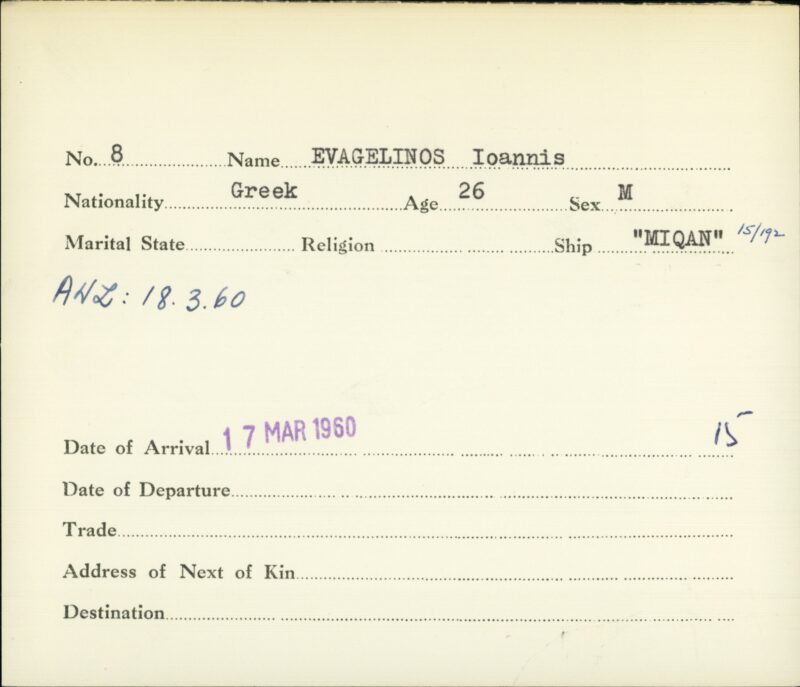 No. 8 Name EVAGELINOS Ioannis
Nationality Greek Age 26 Sex M
Marital State Religion Ship "MIQAN" 15/192
ANL: 18.3.60
Date of Arrival 17 MAR 1960 15
Date of Departure
Trade
Address of Next of Kin
Destination